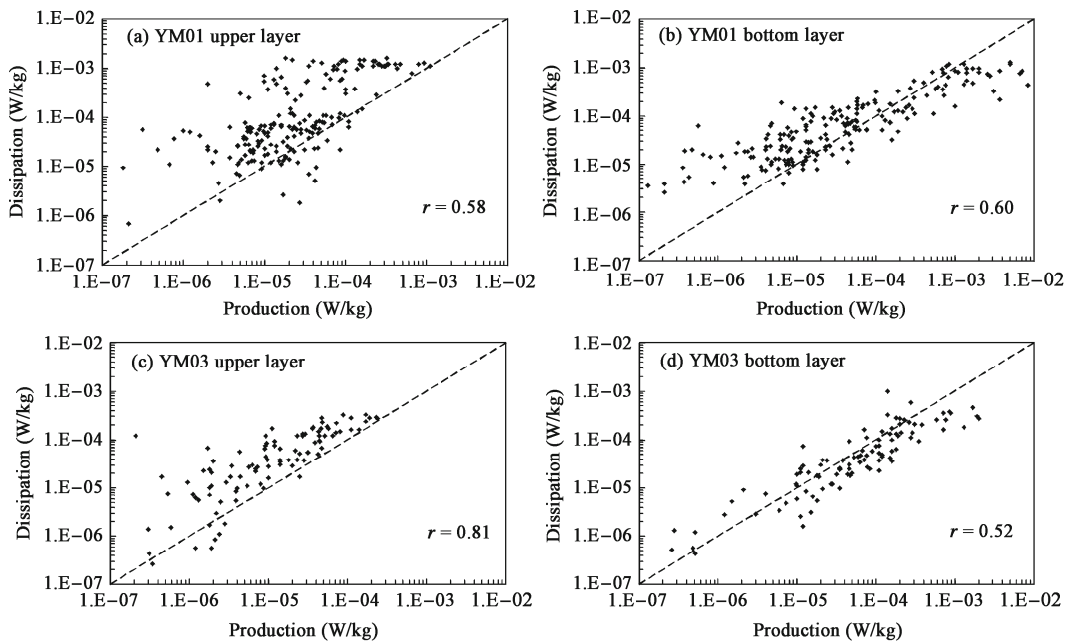 (a) YM01 upper layer
Dissipation (W/kg)
1.E−02
1.E−03
1.E−04
1.E−05
1.E−06
1.E−07
r = 0.58
1.E−07 1.E−06 1.E−05 1.E−04 1.E−03 1.E−02
Production (W/kg)
(b) YM01 bottom layer
Dissipation (W/kg)
1.E−02
1.E−03
1.E−04
1.E−05
1.E−06
1.E−07
r = 0.60
1.E−07 1.E−06 1.E−05 1.E−04 1.E−03 1.E−02
Production (W/kg)
(c) YM03 upper layer
Dissipation (W/kg)
1.E−02
1.E−03
1.E−04
1.E−05
1.E−06
1.E−07
r = 0.81
1.E−07 1.E−06 1.E−05 1.E−04 1.E−03 1.E−02
Production (W/kg)
(d) YM03 bottom layer
Dissipation (W/kg)
1.E−02
1.E−03
1.E−04
1.E−05
1.E−06
1.E−07
r = 0.52
1.E−07 1.E−06 1.E−05 1.E−04 1.E−03 1.E−02
Production (W/kg)